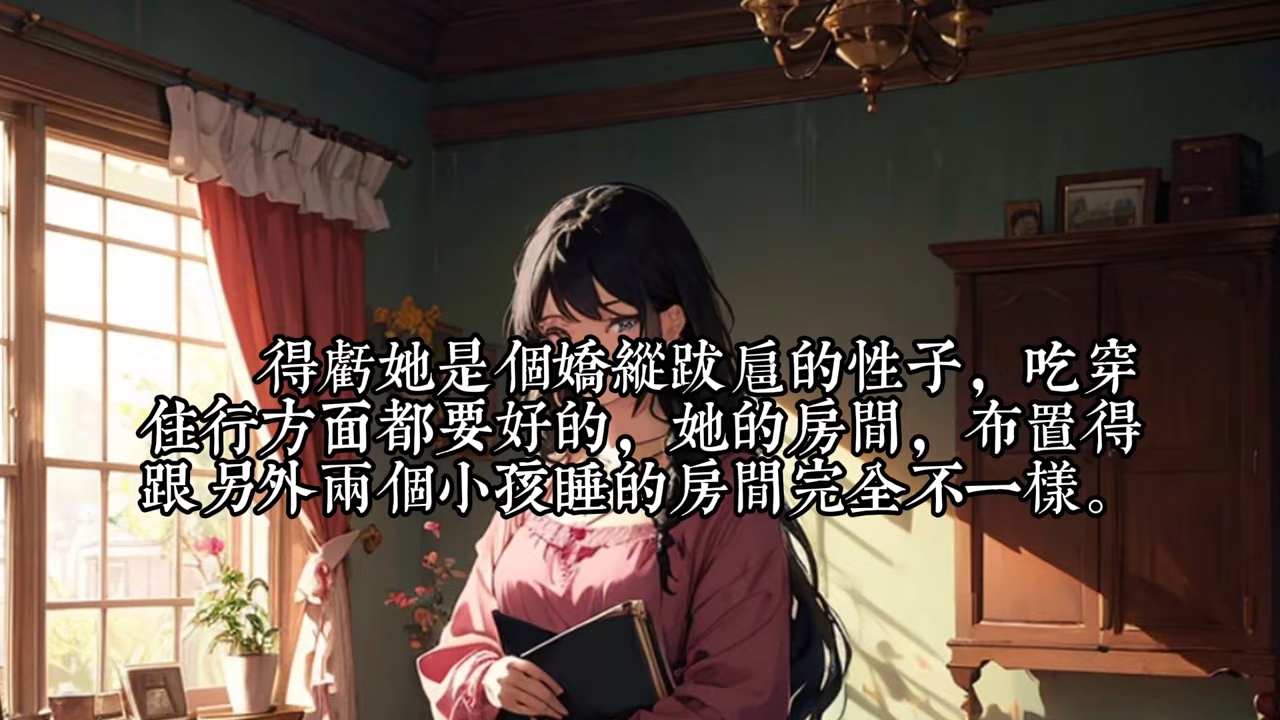 得虧她是個嬌縱跋扈的性子，吃穿
住行方面都要好的，她的房間，布置得
跟另外兩個小孩睡的房間完全不一樣。